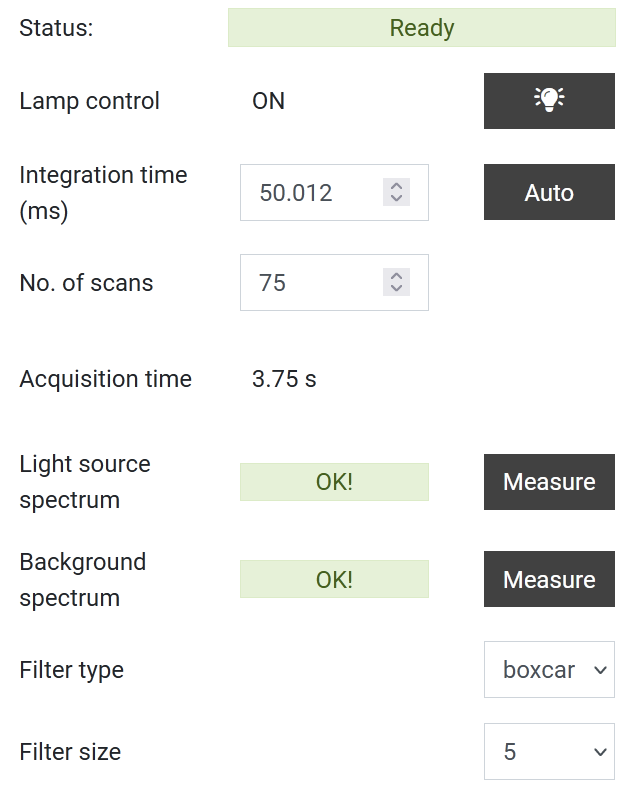 Status:
Ready
Lamp control
ON
Integration time
(ms)
50.012
Auto
No. of scans
75
Acquisition time
3.75 s
Light source
spectrum
OK!
Measure
Background
spectrum
OK!
Measure
Filter type
boxcar
Filter size
5